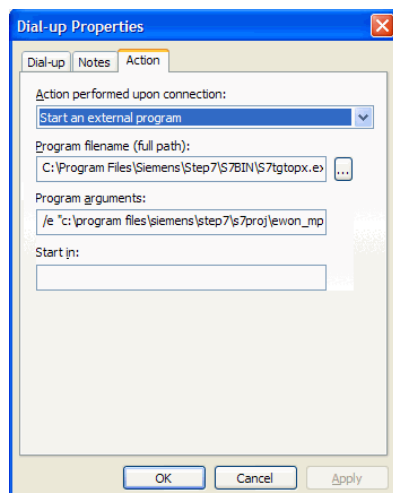 Dial-up Properties
Dial-up Notes Action
Action performed upon connection:
Start an external program
Program filename (full path):
C:\Program Files\Siemens\Step7\S7BIN\S7tgtopx.ex
...
Program arguments:
/e "c:\program files\siemens\step7\s7proj\ewon_mp
Start in:
OK Cancel Apply